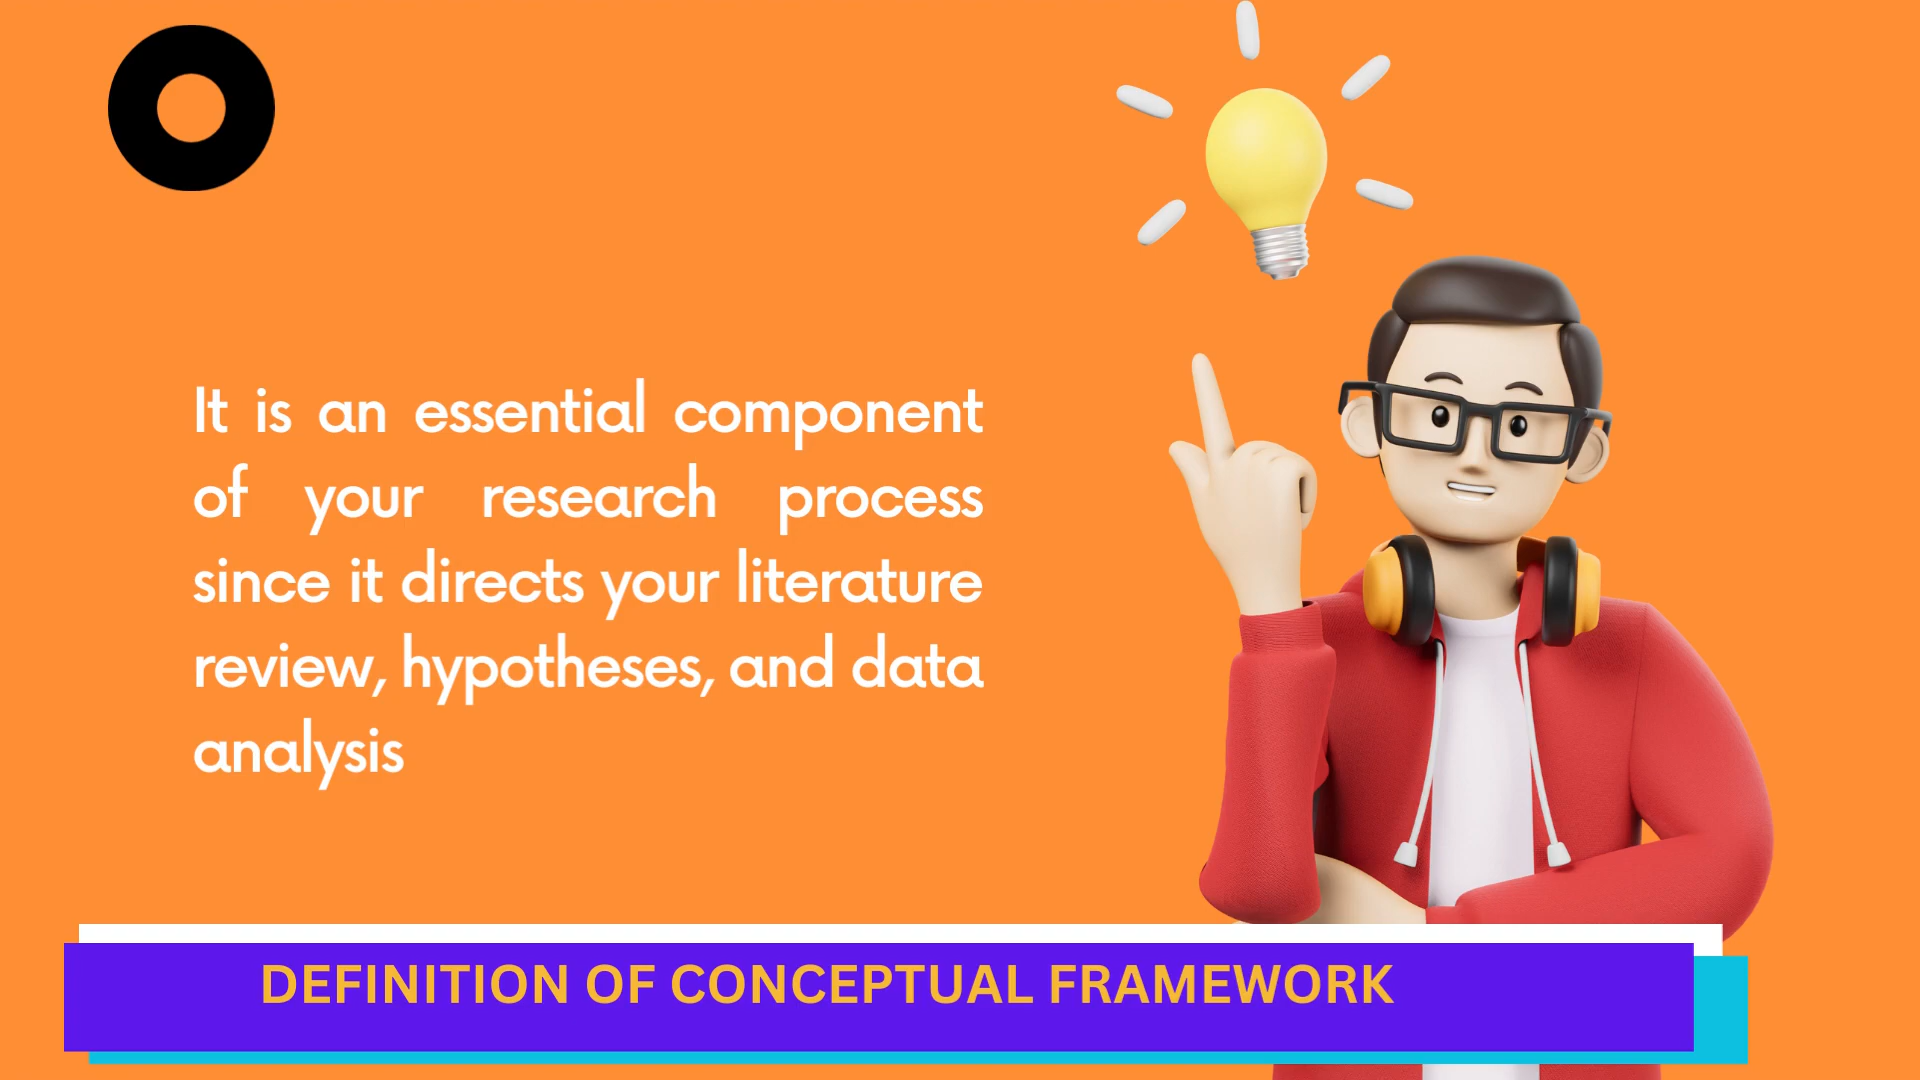 It is an essential component
of your research process
since it directs your literature
review, hypotheses, and data
analysis
DEFINITION OF CONCEPTUAL FRAMEWORK